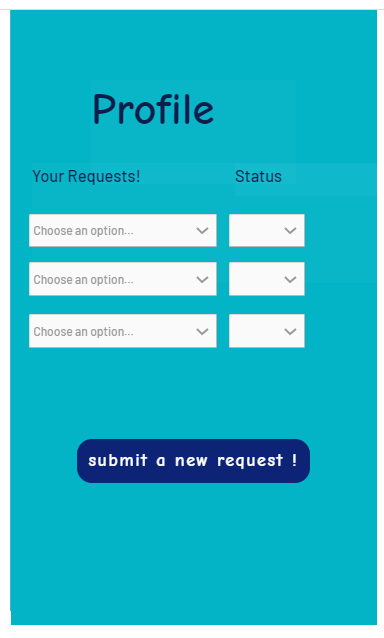 Profile
Your Requests! Status
Choose an option...
Choose an option...
Choose an option...
submit a new request !